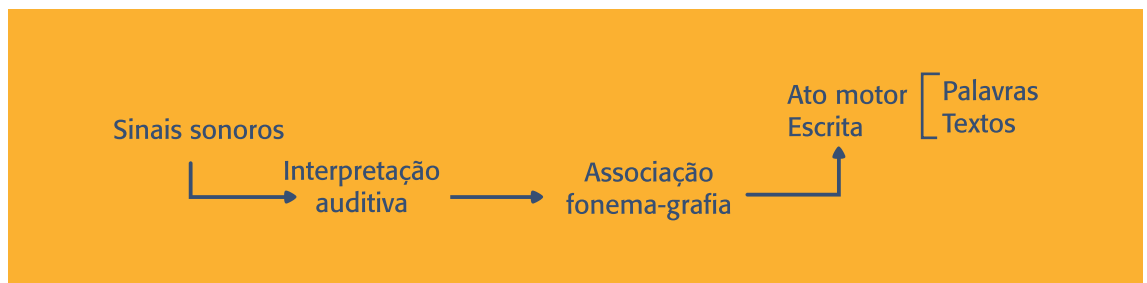 Sinais sonoros
Interpretação
auditiva
Associação
fonema-grafia
Ato motor
Escrita
Palavras
Textos